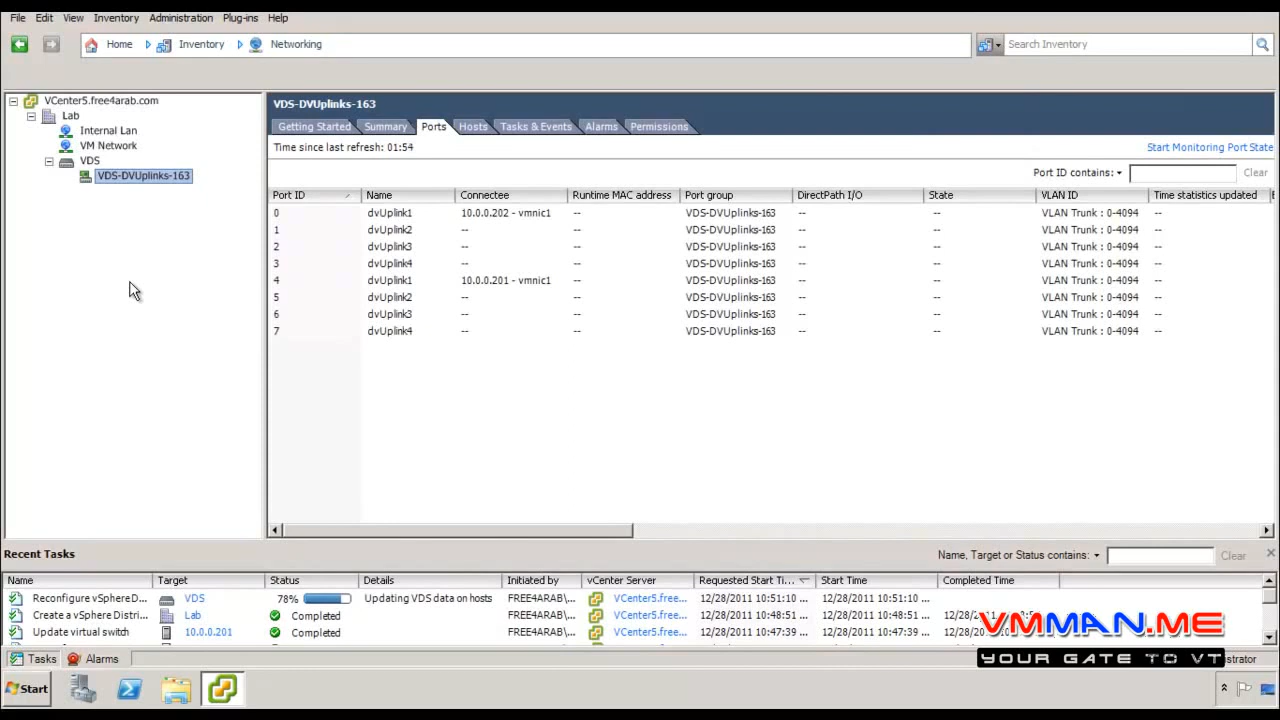 File Edit View Inventory Administration Plug-ins Help
Home Inventory Networking Search Inventory
VCenter5.free4arab.com
Lab
Internal Lan
VM Network
VDS
VDS-DVUplinks-163
VDS-DVUplinks-163
Getting Started Summary Ports Hosts Tasks & Events Alarms Permissions
Time since last refresh: 01:54 Start Monitoring Port State
Port ID contains: Clear
Port ID Name Connectee Runtime MAC address Port group DirectPath I/O State VLAN ID Time statistics updated
0 dvUplink1 10.0.0.202 - vmnic1 -- VDS-DVUplinks-163 -- -- VLAN Trunk : 0-4094 --
1 dvUplink2 -- -- VDS-DVUplinks-163 -- -- VLAN Trunk : 0-4094 --
2 dvUplink3 -- -- VDS-DVUplinks-163 -- -- VLAN Trunk : 0-4094 --
3 dvUplink4 -- -- VDS-DVUplinks-163 -- -- VLAN Trunk : 0-4094 --
4 dvUplink1 10.0.0.201 - vmnic1 -- VDS-DVUplinks-163 -- -- VLAN Trunk : 0-4094 --
5 dvUplink2 -- -- VDS-DVUplinks-163 -- -- VLAN Trunk : 0-4094 --
6 dvUplink3 -- -- VDS-DVUplinks-163 -- -- VLAN Trunk : 0-4094 --
7 dvUplink4 -- -- VDS-DVUplinks-163 -- -- VLAN Trunk : 0-4094 --
Recent Tasks Name, Target or Status contains: Clear
Name Target Status Details Initiated by vCenter Server Requested Start Ti... Start Time Completed Time
Reconfigure vSphere D... VDS 78% Updating VDS data on hosts FREE4ARAB\... VCenter5.free... 12/28/2011 10:51:10 ... 12/28/2011 10:51:10 ...
Create a vSphere Distri... Lab Completed FREE4ARAB\... VCenter5.free... 12/28/2011 10:48:51 ... 12/28/2011 10:48:51 ... 12/28/20
Update virtual switch 10.0.0.201 Completed FREE4ARAB\... VCenter5.free... 12/28/2011 10:47:39 ... 12/28/2011 10:47:39 ... 12/28/20
VMMAN.ME
YOUR GATE TO VT
Tasks Alarms istrator
Start